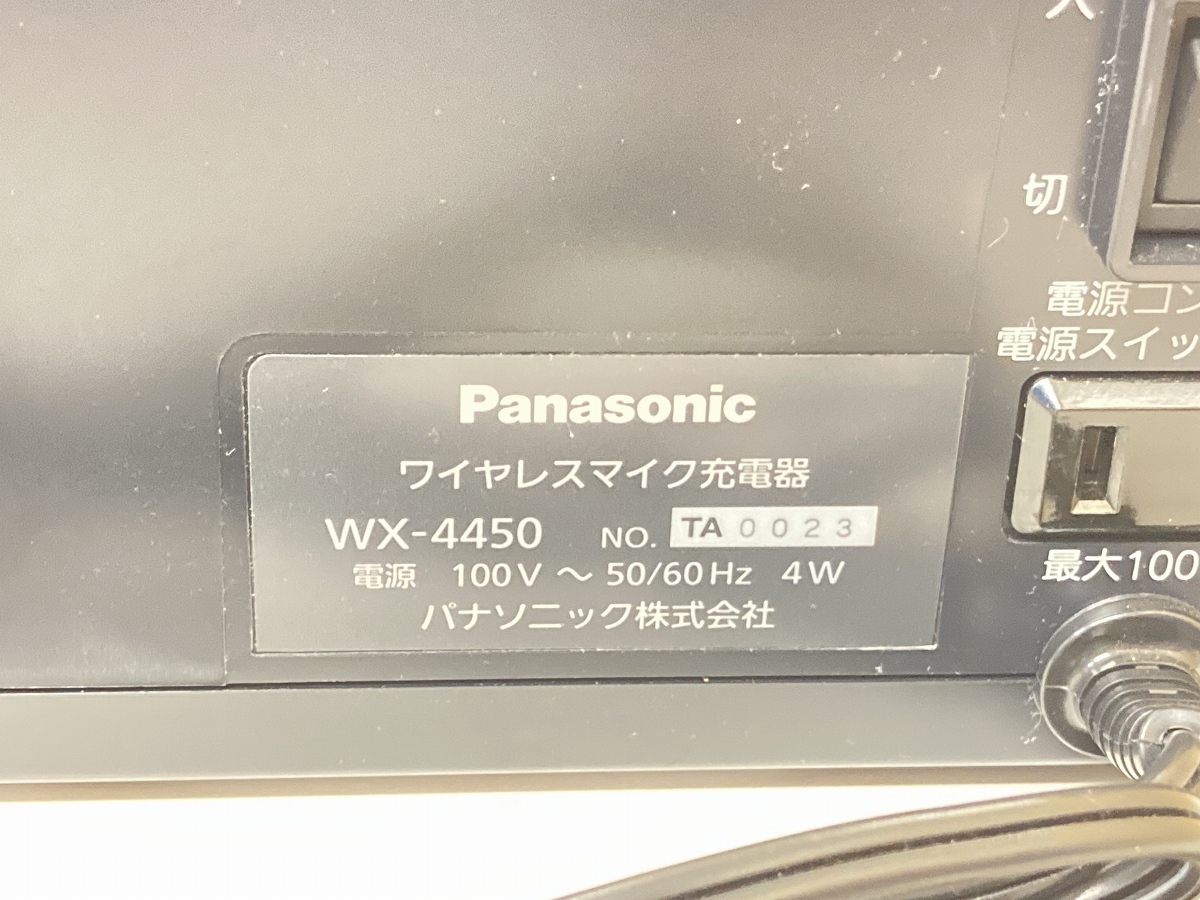 入
切
電源コン
電源スイッ
Panasonic
ワイヤレスマイク充電器
WX-4450 NO. TA 0023
電源 100V ～ 50/60Hz 4W
パナソニック株式会社
最大100